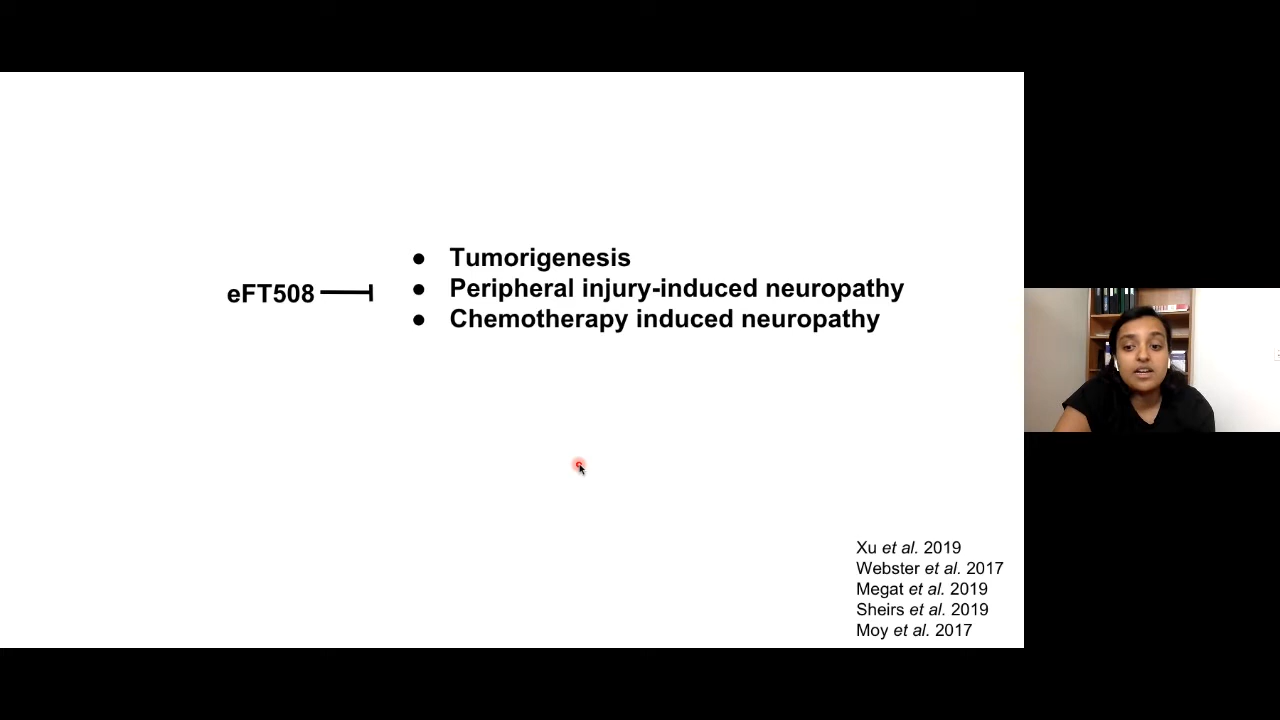 eFT508
● Tumorigenesis
● Peripheral injury-induced neuropathy
● Chemotherapy induced neuropathy
Xu et al. 2019
Webster et al. 2017
Megat et al. 2019
Sheirs et al. 2019
Moy et al. 2017